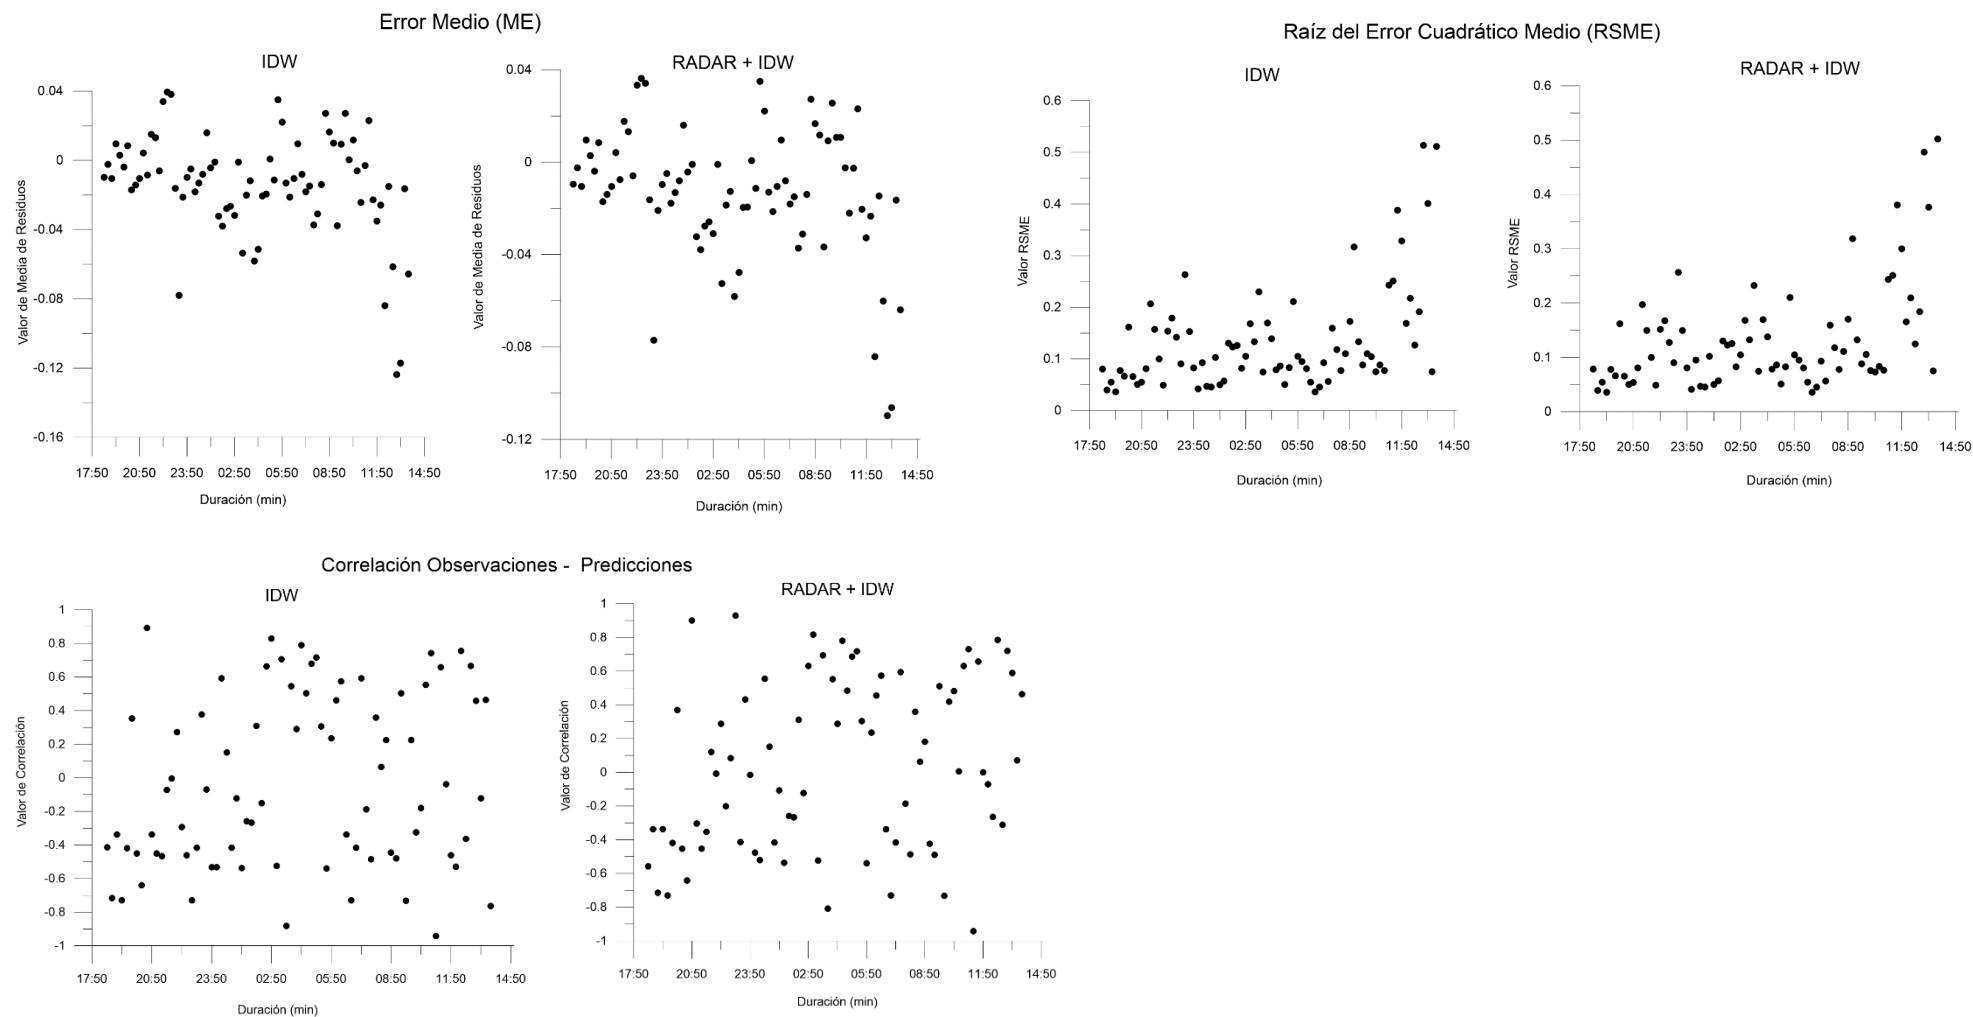 Error Medio (ME)
IDW
0.04
0
-0.04
-0.08
-0.12
-0.16
Valor de Media de Residuos
17:50 20:50 23:50 02:50 05:50 08:50 11:50 14:50
Duración (min)
RADAR + IDW
0.04
0
-0.04
-0.08
-0.12
Valor de Media de Residuos
17:50 20:50 23:50 02:50 05:50 08:50 11:50 14:50
Duración (min)
Raíz del Error Cuadrático Medio (RSME)
IDW
0.6
0.5
0.4
0.3
0.2
0.1
0
Valor RSME
17:50 20:50 23:50 02:50 05:50 08:50 11:50 14:50
Duración (min)
RADAR + IDW
0.6
0.5
0.4
0.3
0.2
0.1
0
Valor RSME
17:50 20:50 23:50 02:50 05:50 08:50 11:50 14:50
Duración (min)
Correlación Observaciones - Predicciones
IDW
1
0.8
0.6
0.4
0.2
0
-0.2
-0.4
-0.6
-0.8
-1
Valor de Correlación
17:50 20:50 23:50 02:50 05:50 08:50 11:50 14:50
Duración (min)
RADAR + IDW
1
0.8
0.6
0.4
0.2
0
-0.2
-0.4
-0.6
-0.8
-1
Valor de Correlación
17:50 20:50 23:50 02:50 05:50 08:50 11:50 14:50
Duración (min)